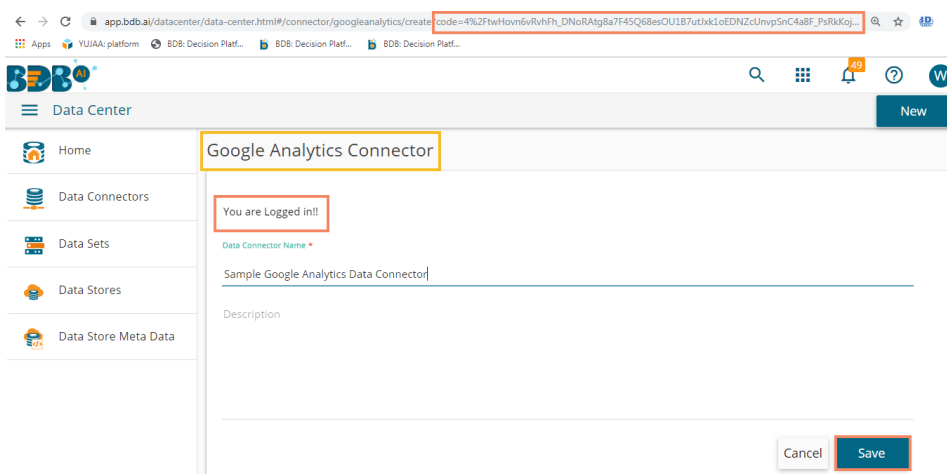 app.bdb.ai/datacenter/data-center.html#/connector/googleanalytics/create?code=4%2FtwHovn6vRvhFh_DNoRAtg8a7F45Q68esOU1B7utJxk1oEDNZcUnvpSnC4a8F_PsRkKoj...
Apps YUJAA: platform BDB: Decision Platf... BDB: Decision Platf... BDB: Decision Platf...
BDB AI 49 W
Data Center New
Home
Google Analytics Connector
Data Connectors
You are Logged in!!
Data Sets
Data Connector Name *
Sample Google Analytics Data Connector
Data Stores
Description
Data Store Meta Data
Cancel Save